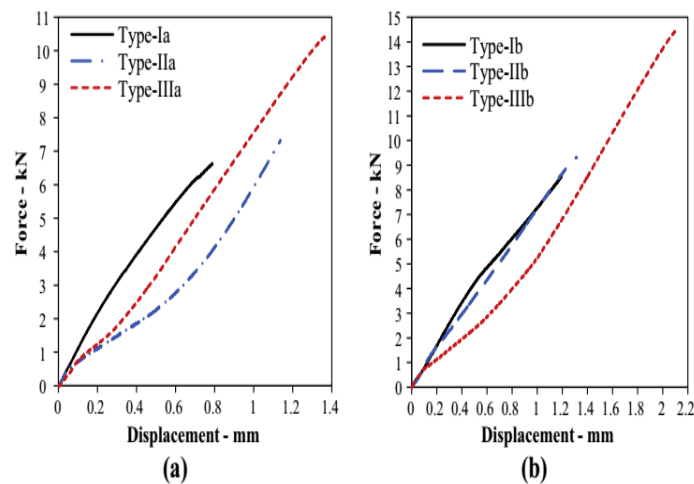 11
10
9
8
7
6
5
4
3
2
1
0
Force - kN
Type-Ia
Type-IIa
Type-IIIa
0 0.2 0.4 0.6 0.8 1 1.2 1.4
Displacement - mm
(a)
15
14
13
12
11
10
9
8
7
6
5
4
3
2
1
0
Force - kN
Type-Ib
Type-IIb
Type-IIIb
0 0.2 0.4 0.6 0.8 1 1.2 1.4 1.6 1.8 2 2.2
Displacement - mm
(b)